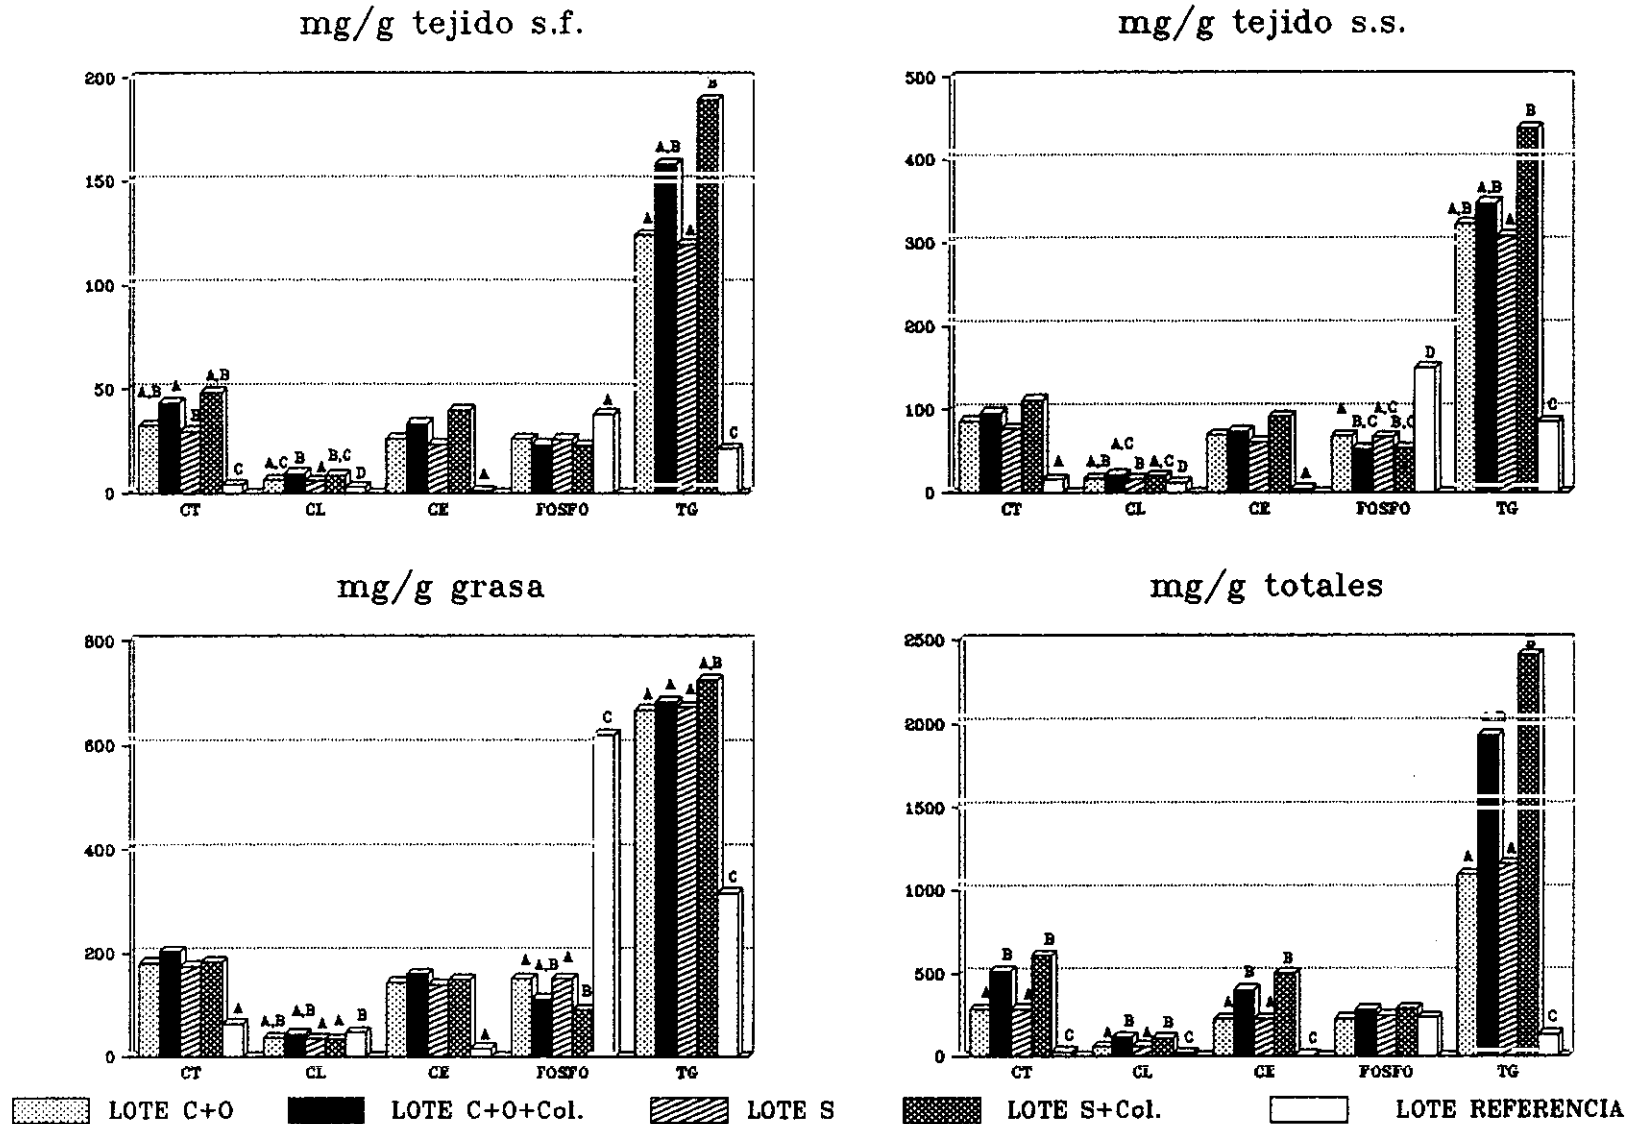 mg/g tejido s.f.
200
150
100
50
0
A,B A B A,B C
A,C B A B,C D
A
A
A A,B A B C
CT CL CE FOSFO TG
mg/g tejido s.s.
500
400
300
200
100
0
A
A,B A,C B A,C D
A
A B,C A,C B,C D
A,B A,B A B C
CT CL CE FOSFO TG
mg/g grasa
800
600
400
200
0
A
A,B A,B A A B
A
A A,B A B C
A A A A,B C
CT CL CE FOSFO TG
mg/g totales
2500
2000
1500
1000
500
0
A B A B C
A B A B C
A B A B C
A A C
CT CL CE FOSFO TG
LOTE C+O LOTE C+O+Col. LOTE S LOTE S+Col. LOTE REFERENCIA